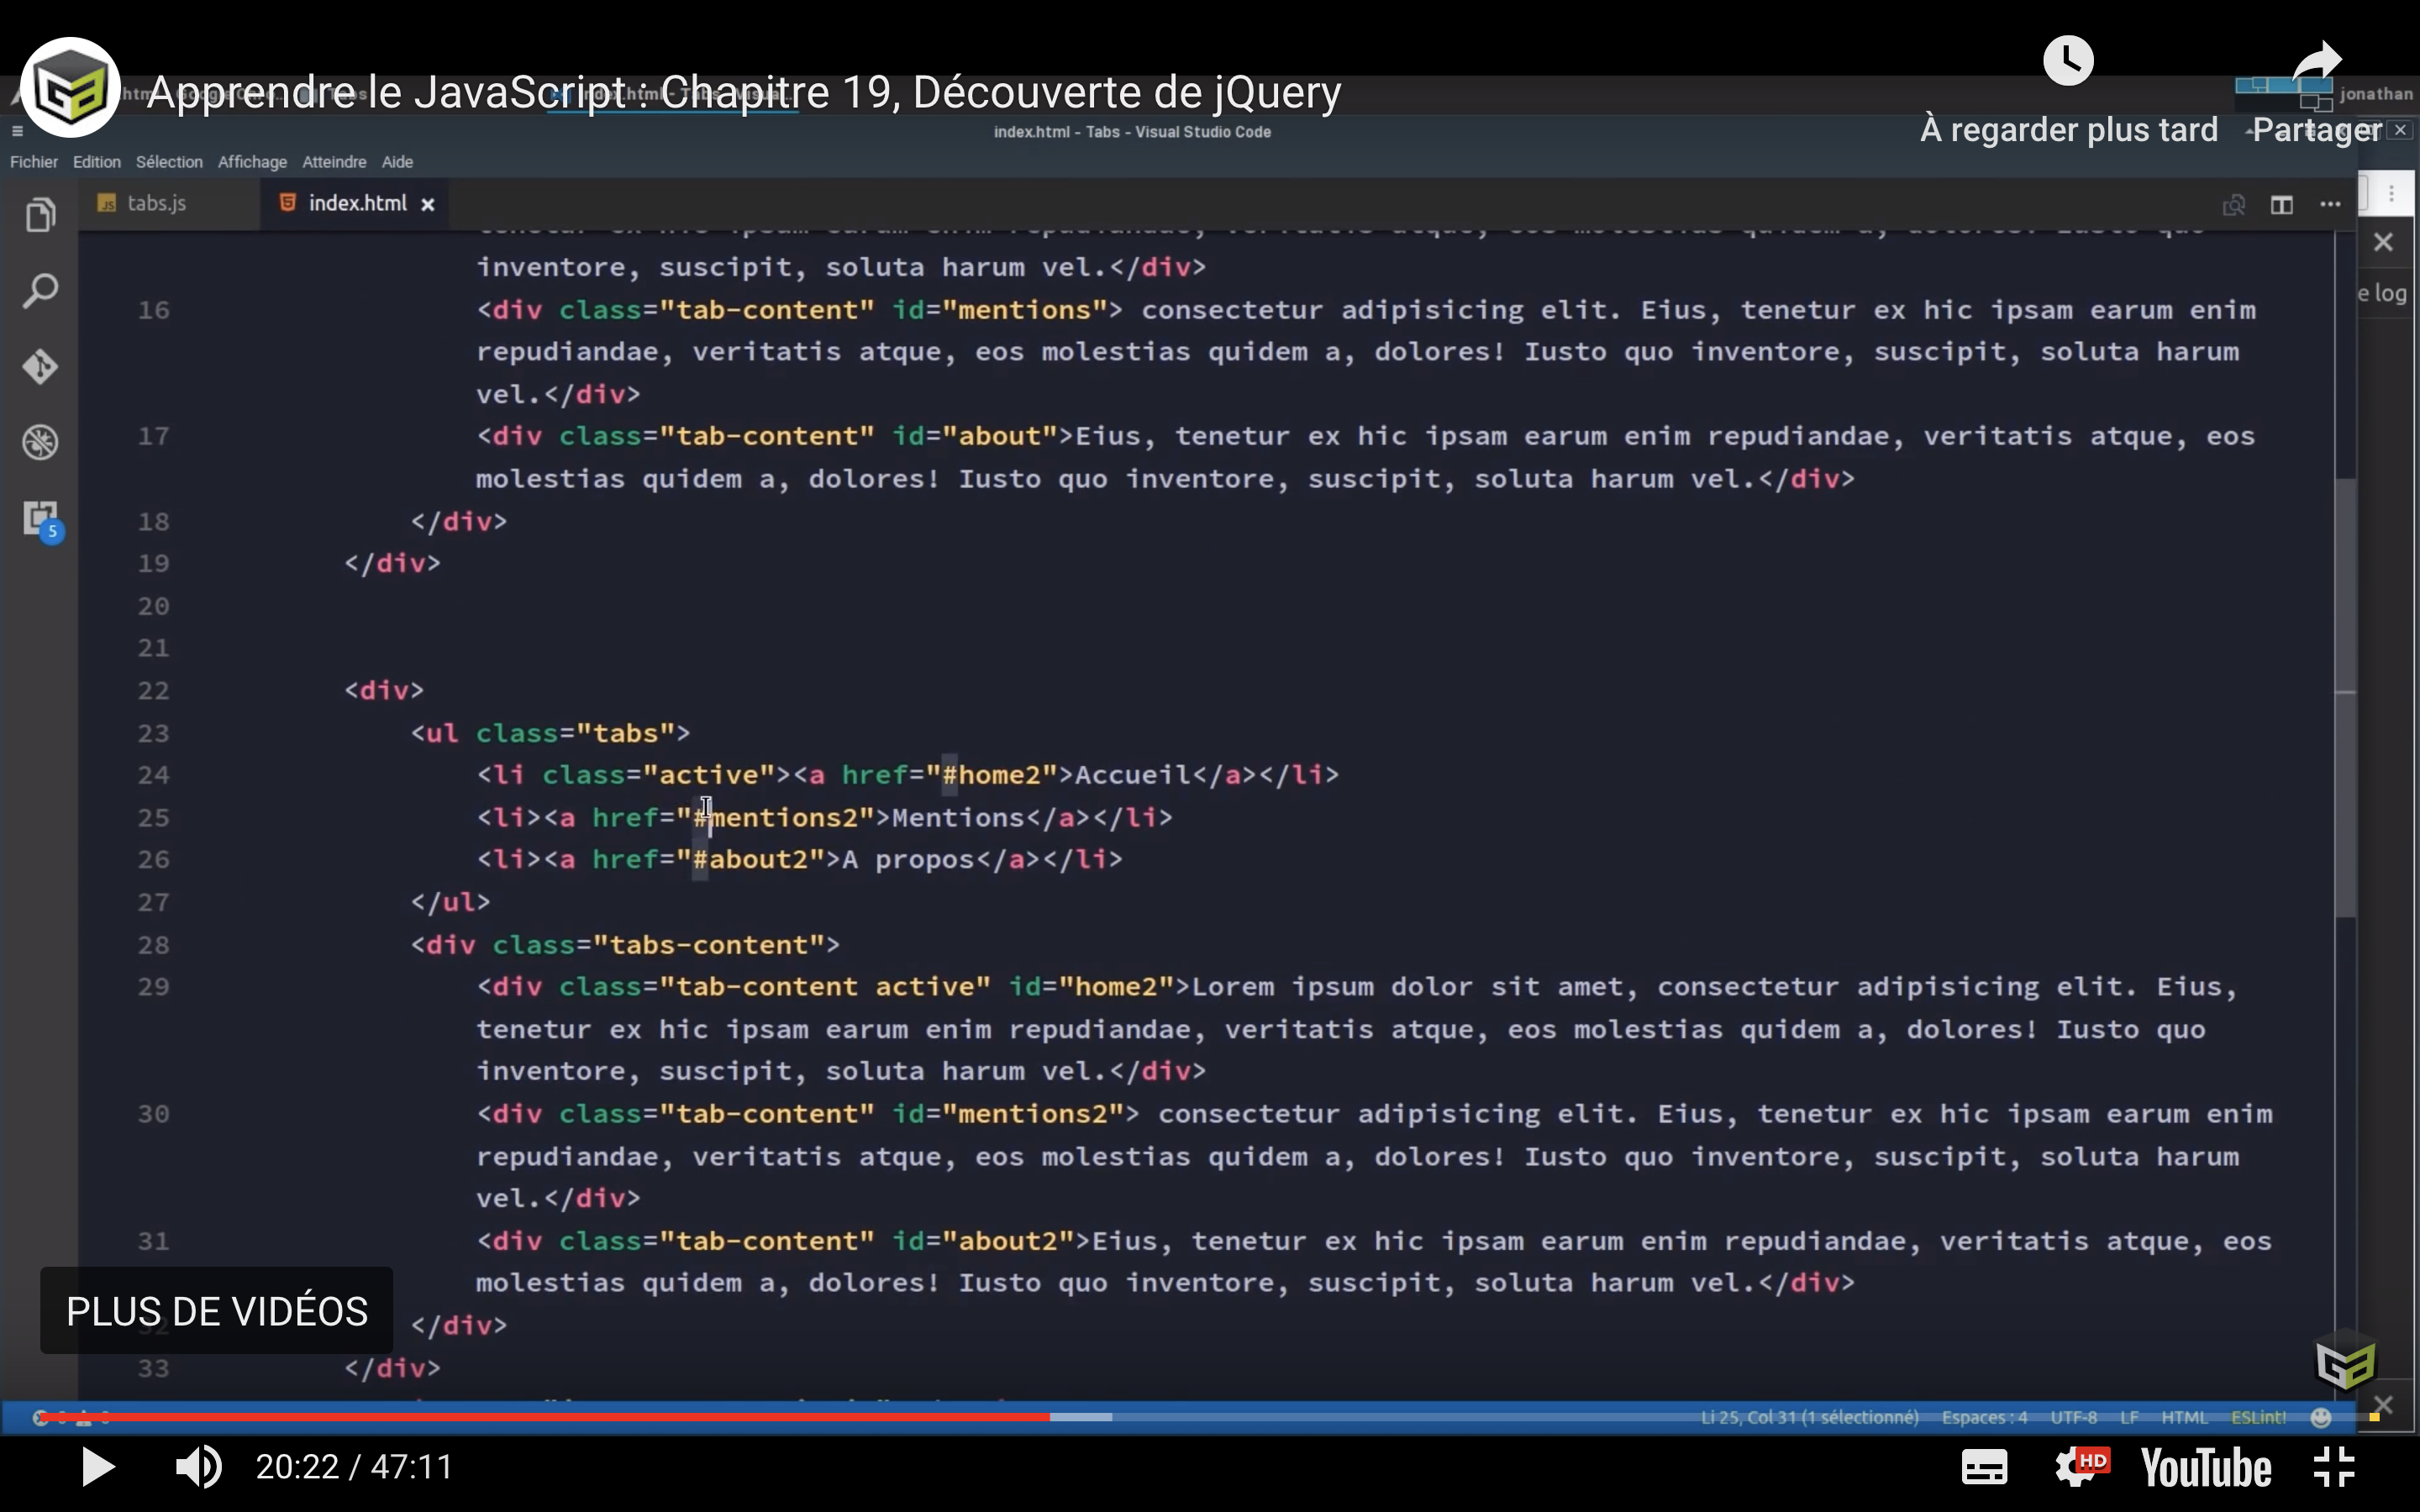 Apprendre le JavaScript : Chapitre 19, Découverte de jQuery
jonathan
À regarder plus tard
Partager
index.html - Tabs - Visual Studio Code
Fichier Edition Sélection Affichage Atteindre Aide
tabs.js
index.html
inventore, suscipit, soluta harum vel.</div>
e log
16 <div class="tab-content" id="mentions"> consectetur adipisicing elit. Eius, tenetur ex hic ipsam earum enim
repudiandae, veritatis atque, eos molestias quidem a, dolores! Iusto quo inventore, suscipit, soluta harum
vel.</div>
17 <div class="tab-content" id="about">Eius, tenetur ex hic ipsam earum enim repudiandae, veritatis atque, eos
molestias quidem a, dolores! Iusto quo inventore, suscipit, soluta harum vel.</div>
5
18 </div>
19 </div>
20
21
22 <div>
23 <ul class="tabs">
24 <li class="active"><a href="#home2">Accueil</a></li>
25 <li><a href="#mentions2">Mentions</a></li>
26 <li><a href="#about2">A propos</a></li>
27 </ul>
28 <div class="tabs-content">
29 <div class="tab-content active" id="home2">Lorem ipsum dolor sit amet, consectetur adipisicing elit. Eius,
tenetur ex hic ipsam earum enim repudiandae, veritatis atque, eos molestias quidem a, dolores! Iusto quo
inventore, suscipit, soluta harum vel.</div>
30 <div class="tab-content" id="mentions2"> consectetur adipisicing elit. Eius, tenetur ex hic ipsam earum enim
repudiandae, veritatis atque, eos molestias quidem a, dolores! Iusto quo inventore, suscipit, soluta harum
vel.</div>
31 <div class="tab-content" id="about2">Eius, tenetur ex hic ipsam earum enim repudiandae, veritatis atque, eos
molestias quidem a, dolores! Iusto quo inventore, suscipit, soluta harum vel.</div>
PLUS DE VIDÉOS
32 </div>
33 </div>
Li 25, Col 31 (1 sélectionné) Espaces : 4 UTF-8 LF HTML ESLint!
20:22 / 47:11
HD
YouTube